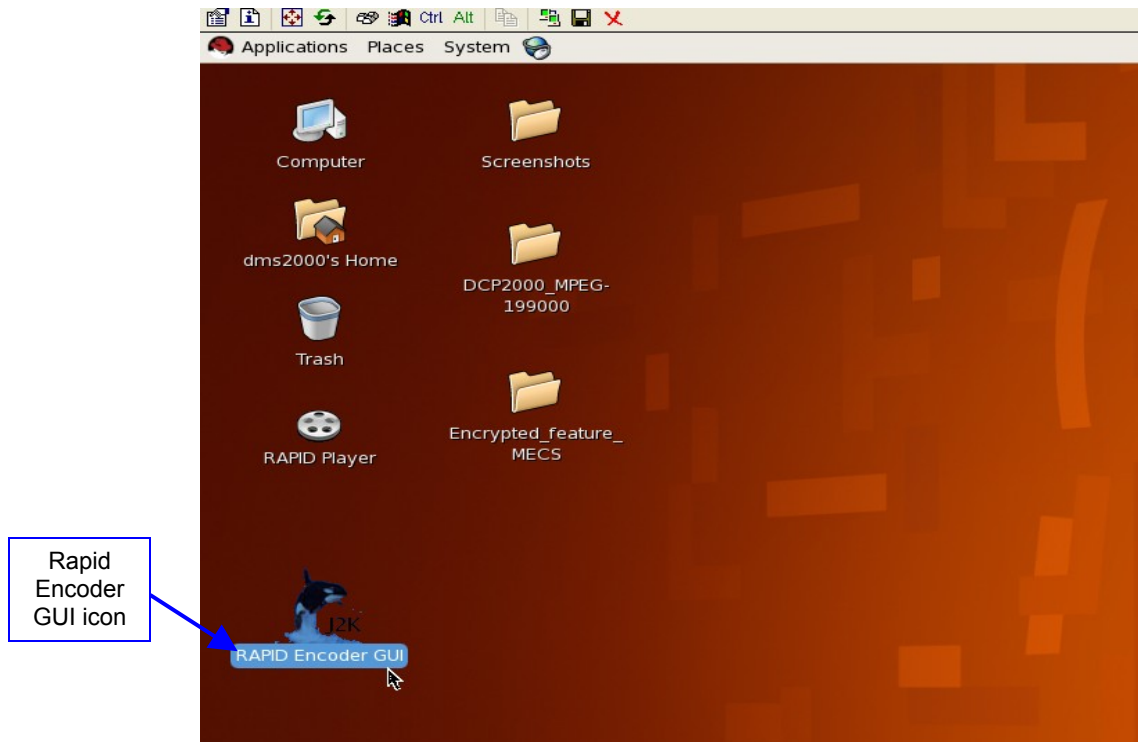 Ctrl Alt
Applications Places System
Computer
Screenshots
dms2000's Home
DCP2000_MPEG-
199000
Trash
Encrypted_feature_
MECS
RAPID Player
Rapid
Encoder
GUI icon
J2K
RAPID Encoder GUI